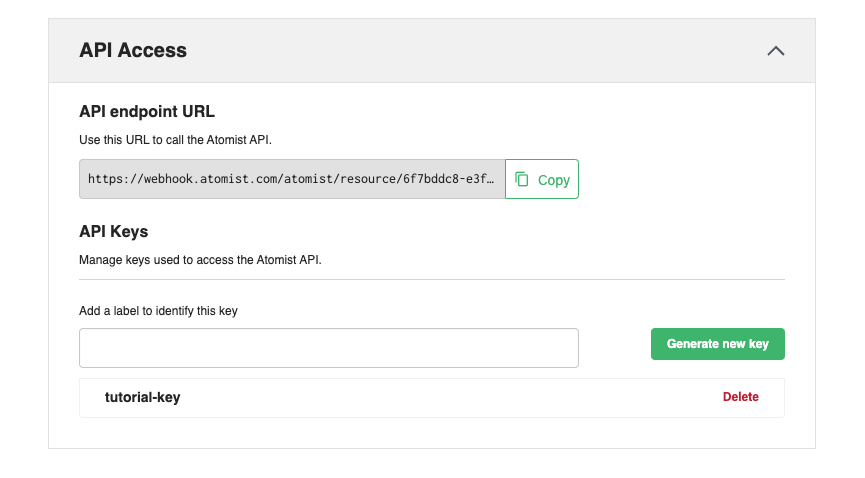 API Access
API endpoint URL
Use this URL to call the Atomist API.
https://webhook.atomist.com/atomist/resource/6f7bddc8-e3f…
Copy
API Keys
Manage keys used to access the Atomist API.
Add a label to identify this key
Generate new key
tutorial-key
Delete